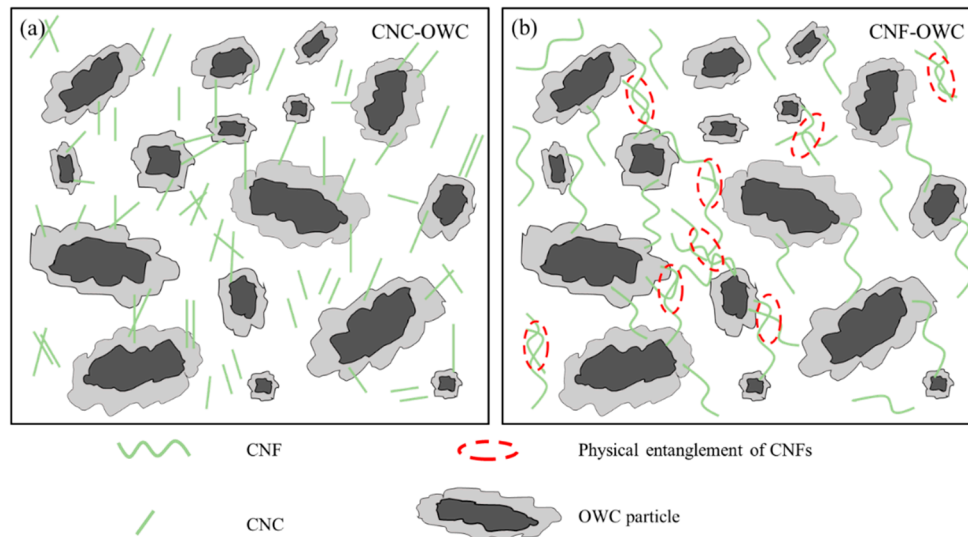 (a) CNC-OWC
(b) CNF-OWC
CNF
Physical entanglement of CNFs
CNC
OWC particle